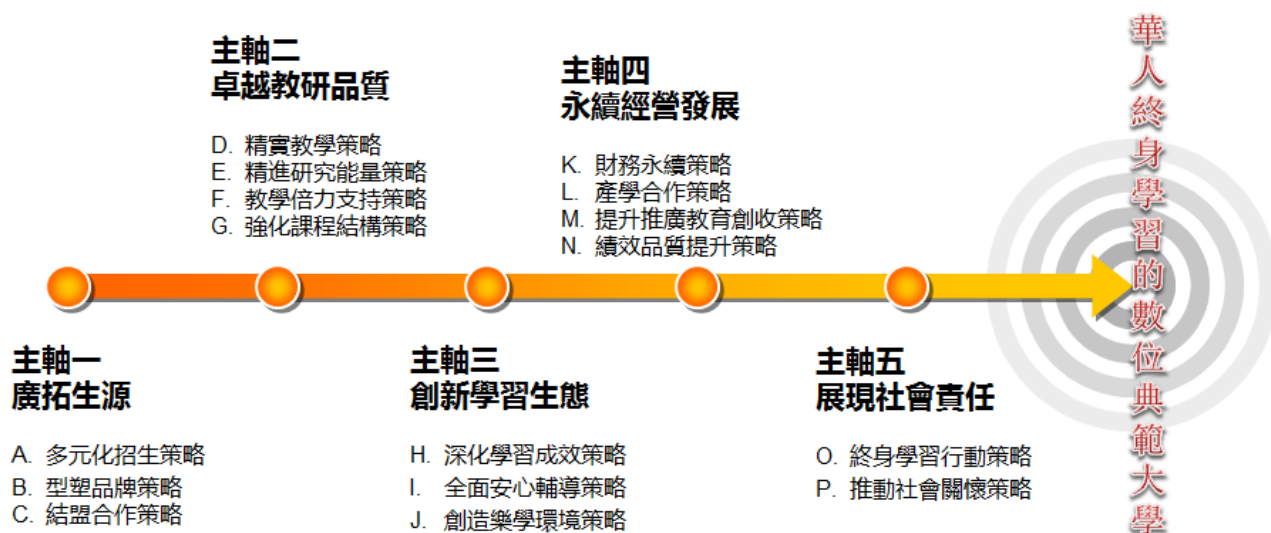 主軸一
廣拓生源
A. 多元化招生策略
B. 型塑品牌策略
C. 結盟合作策略
主軸二
卓越教研品質
D. 精實教學策略
E. 精進研究能量策略
F. 教學倍力支持策略
G. 強化課程結構策略
主軸三
創新學習生態
H. 深化學習成效策略
I. 全面安心輔導策略
J. 創造樂學環境策略
主軸四
永續經營發展
K. 財務永續策略
L. 產學合作策略
M. 提升推廣教育創收策略
N. 績效品質提升策略
主軸五
展現社會責任
O. 終身學習行動策略
P. 推動社會關懷策略
華人終身學習的數位典範大學